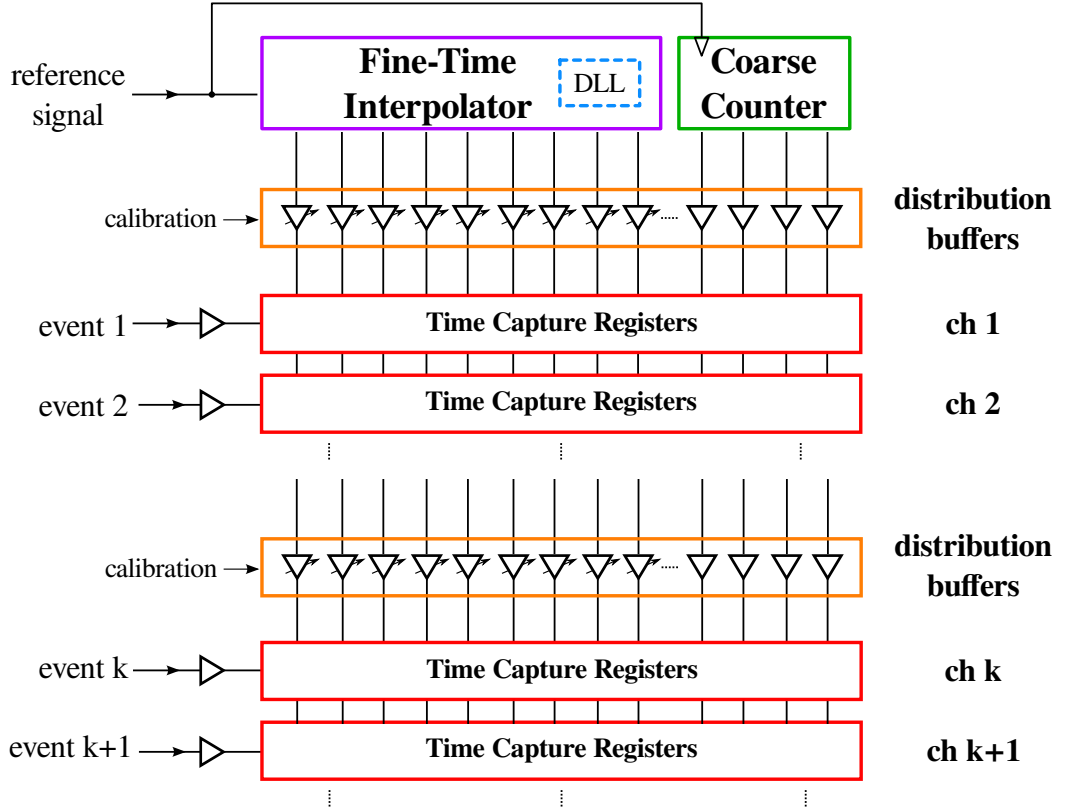 reference
signal
Fine-Time
Interpolator
DLL
Coarse
Counter
calibration
distribution
buffers
event 1
Time Capture Registers
ch 1
event 2
Time Capture Registers
ch 2
calibration
distribution
buffers
event k
Time Capture Registers
ch k
event k+1
Time Capture Registers
ch k+1